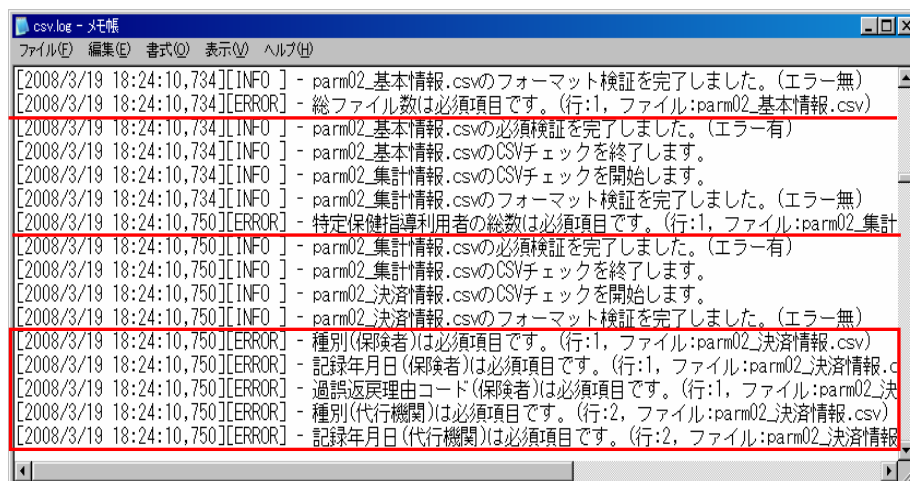 csv.log - メモ帳
ファイル(F) 編集(E) 書式(O) 表示(V) ヘルプ(H)
[2008/3/19 18:24:10,734][INFO ] - parm02_基本情報.csvのフォーマット検証を完了しました。(エラー無)
[2008/3/19 18:24:10,734][ERROR] - 総ファイル数は必須項目です。(行:1, ファイル:parm02_基本情報.csv)
[2008/3/19 18:24:10,734][INFO ] - parm02_基本情報.csvの必須検証を完了しました。(エラー有)
[2008/3/19 18:24:10,734][INFO ] - parm02_基本情報.csvのCSVチェックを終了します。
[2008/3/19 18:24:10,734][INFO ] - parm02_集計情報.csvのCSVチェックを開始します。
[2008/3/19 18:24:10,734][INFO ] - parm02_集計情報.csvのフォーマット検証を完了しました。(エラー無)
[2008/3/19 18:24:10,750][ERROR] - 特定保健指導利用者の総数は必須項目です。(行:1, ファイル:parm02_集計
[2008/3/19 18:24:10,750][INFO ] - parm02_集計情報.csvの必須検証を完了しました。(エラー有)
[2008/3/19 18:24:10,750][INFO ] - parm02_集計情報.csvのCSVチェックを終了します。
[2008/3/19 18:24:10,750][INFO ] - parm02_決済情報.csvのCSVチェックを開始します。
[2008/3/19 18:24:10,750][INFO ] - parm02_決済情報.csvのフォーマット検証を完了しました。(エラー無)
[2008/3/19 18:24:10,750][ERROR] - 種別(保険者)は必須項目です。(行:1, ファイル:parm02_決済情報.csv)
[2008/3/19 18:24:10,750][ERROR] - 記録年月日(保険者)は必須項目です。(行:1, ファイル:parm02_決済情報.c
[2008/3/19 18:24:10,750][ERROR] - 過誤返戻理由コード(保険者)は必須項目です。(行:1, ファイル:parm02_決
[2008/3/19 18:24:10,750][ERROR] - 種別(代行機関)は必須項目です。(行:2, ファイル:parm02_決済情報.csv)
[2008/3/19 18:24:10,750][ERROR] - 記録年月日(代行機関)は必須項目です。(行:2, ファイル:parm02_決済情報